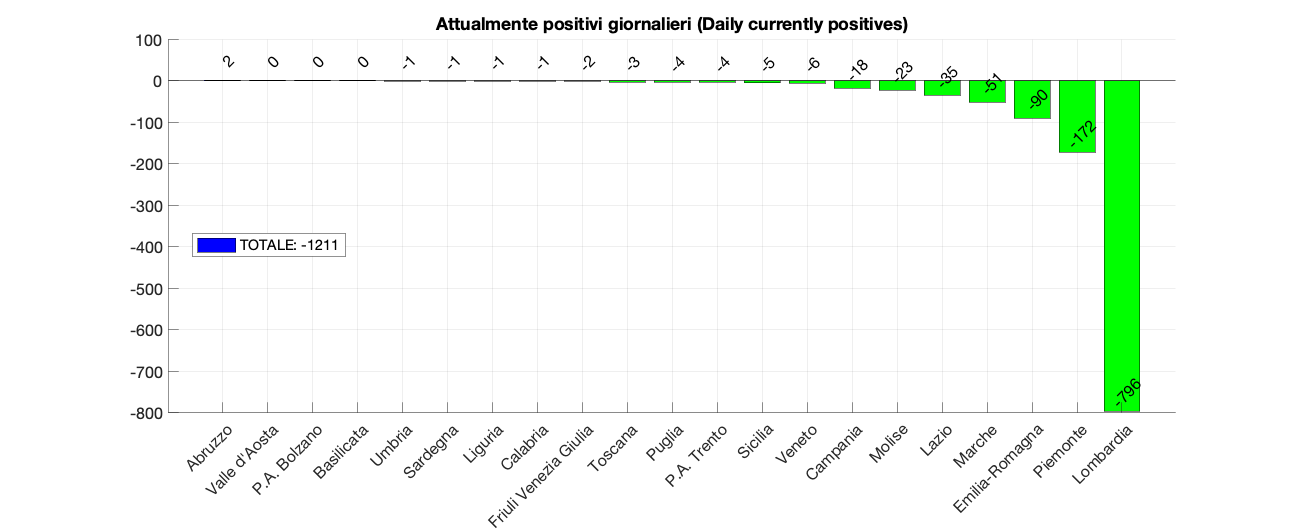 Attualmente positivi giornalieri (Daily currently positives)
100
0
-100
-200
-300
-400
-500
-600
-700
-800
2
0
0
0
-1
-1
-1
-1
-2
-3
-4
-4
-5
-6
-18
-23
-35
-51
-90
-172
-796
TOTALE: -1211
Abruzzo
Valle d'Aosta
P.A. Bolzano
Basilicata
Umbria
Sardegna
Liguria
Calabria
Friuli Venezia Giulia
Toscana
Puglia
P.A. Trento
Sicilia
Veneto
Campania
Molise
Lazio
Marche
Emilia-Romagna
Piemonte
Lombardia